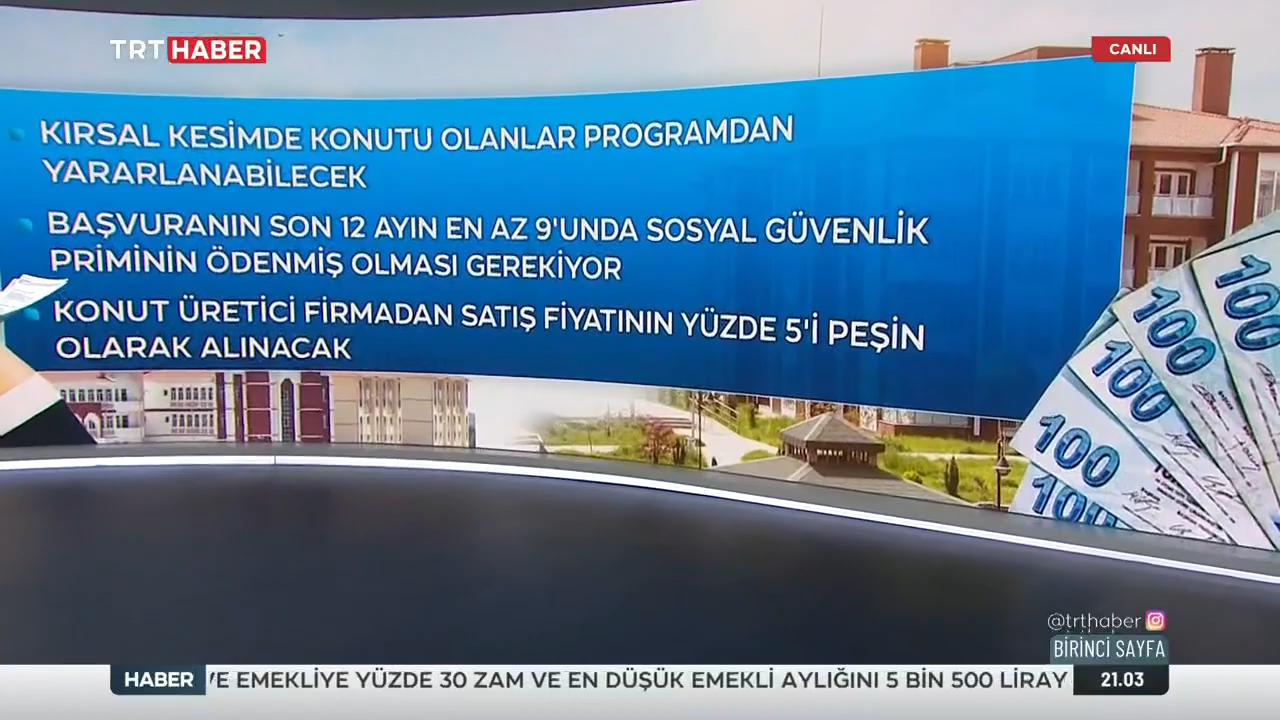 TRT HABER
CANLI
KIRSAL KESİMDE KONUTU OLANLAR PROGRAMDAN
YARARLANABİLECEK
BAŞVURANIN SON 12 AYIN EN AZ 9'UNDA SOSYAL GÜVENLİK
PRİMİNİN ÖDENMİŞ OLMASI GEREKİYOR
KONUT ÜRETİCİ FİRMADAN SATIŞ FİYATININ YÜZDE 5'İ PEŞİN
OLARAK ALINACAK
100
100
100
100
100
@trthaber
BİRİNCİ SAYFA
HABER VE EMEKLİYE YÜZDE 30 ZAM VE EN DÜŞÜK EMEKLİ AYLIĞINI 5 BİN 500 LİRAY 21.03